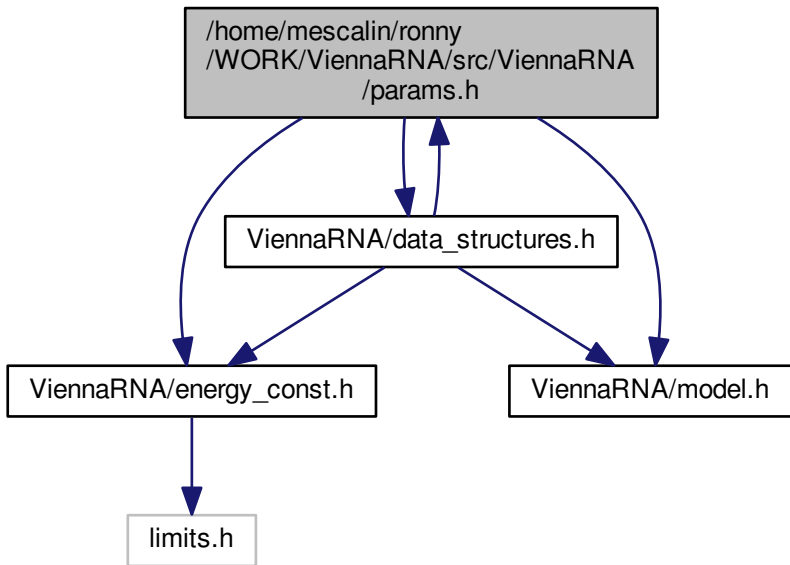 /home/mescalin/ronny
/WORK/ViennaRNA/src/ViennaRNA
/params.h
ViennaRNA/data_structures.h
ViennaRNA/energy_const.h
ViennaRNA/model.h
limits.h